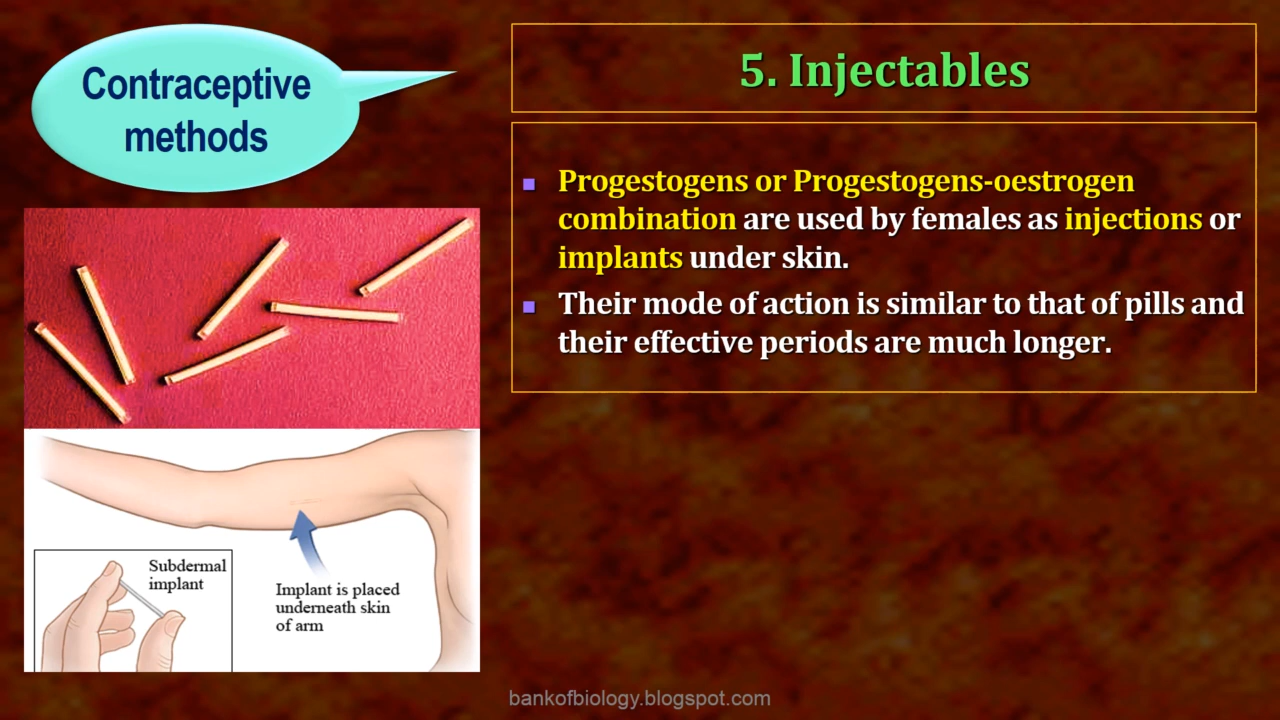 Contraceptive
methods
5. Injectables
Progestogens or Progestogens-oestrogen
combination are used by females as injections or
implants under skin.
Their mode of action is similar to that of pills and
their effective periods are much longer.
Subdermal
implant
Implant is placed
underneath skin
of arm
bankofbiology.blogspot.com